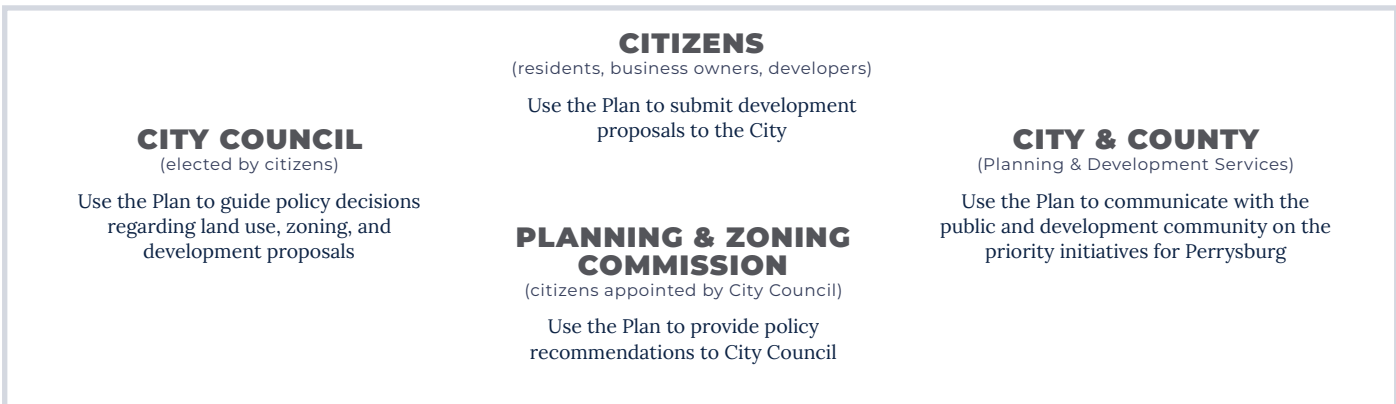 CITIZENS
(residents, business owners, developers)
Use the Plan to submit development
proposals to the City
CITY COUNCIL
(elected by citizens)
Use the Plan to guide policy decisions
regarding land use, zoning, and
development proposals
CITY & COUNTY
(Planning & Development Services)
Use the Plan to communicate with the
public and development community on the
priority initiatives for Perrysburg
PLANNING & ZONING
COMMISSION
(citizens appointed by City Council)
Use the Plan to provide policy
recommendations to City Council